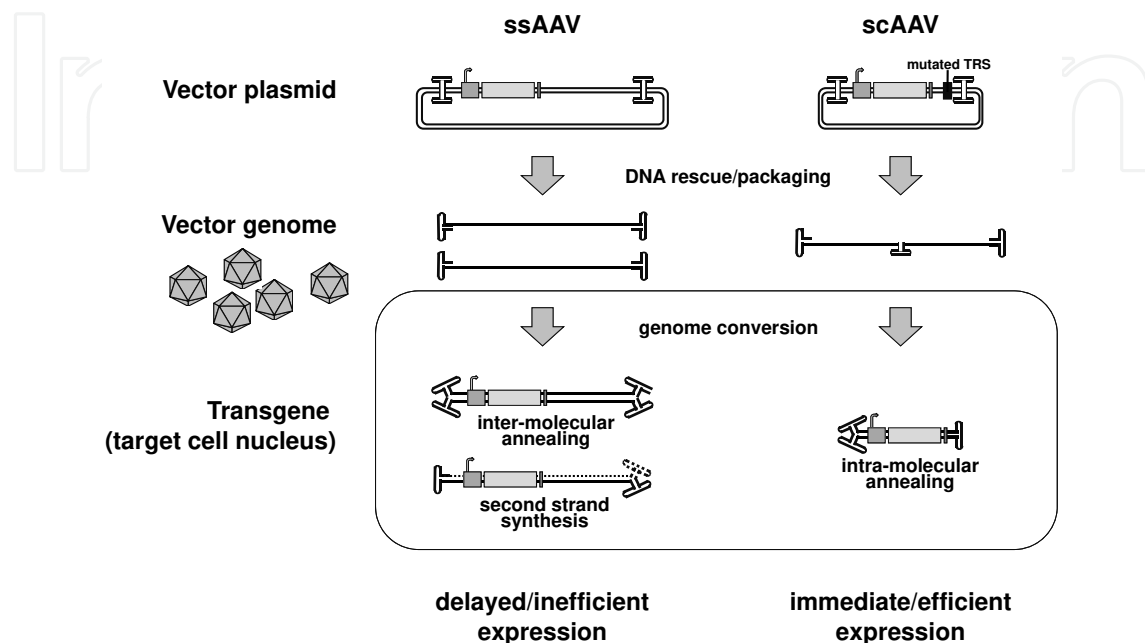 ssAAV
scAAV
mutated TRS
Vector plasmid
DNA rescue/packaging
Vector genome
genome conversion
Transgene
(target cell nucleus)
inter-molecular
annealing
second strand
synthesis
intra-molecular
annealing
delayed/inefficient
expression
immediate/efficient
expression